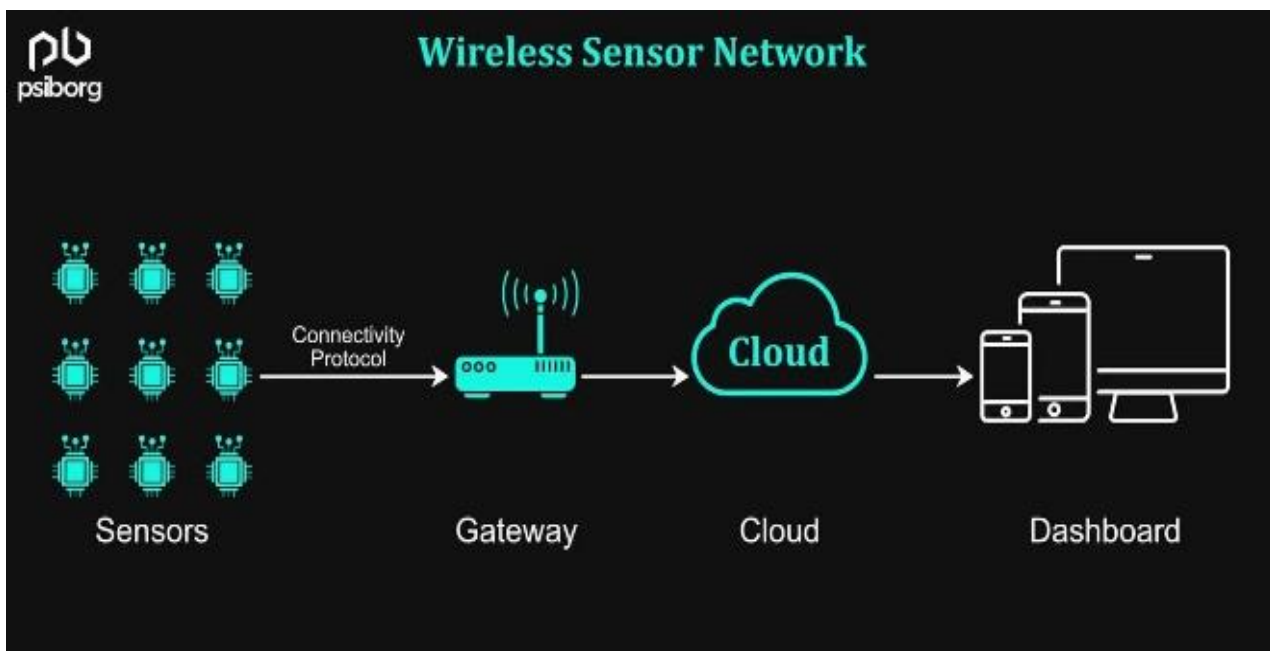 pb
psiborg
Wireless Sensor Network
Connectivity
Protocol
Cloud
Sensors
Gateway
Cloud
Dashboard